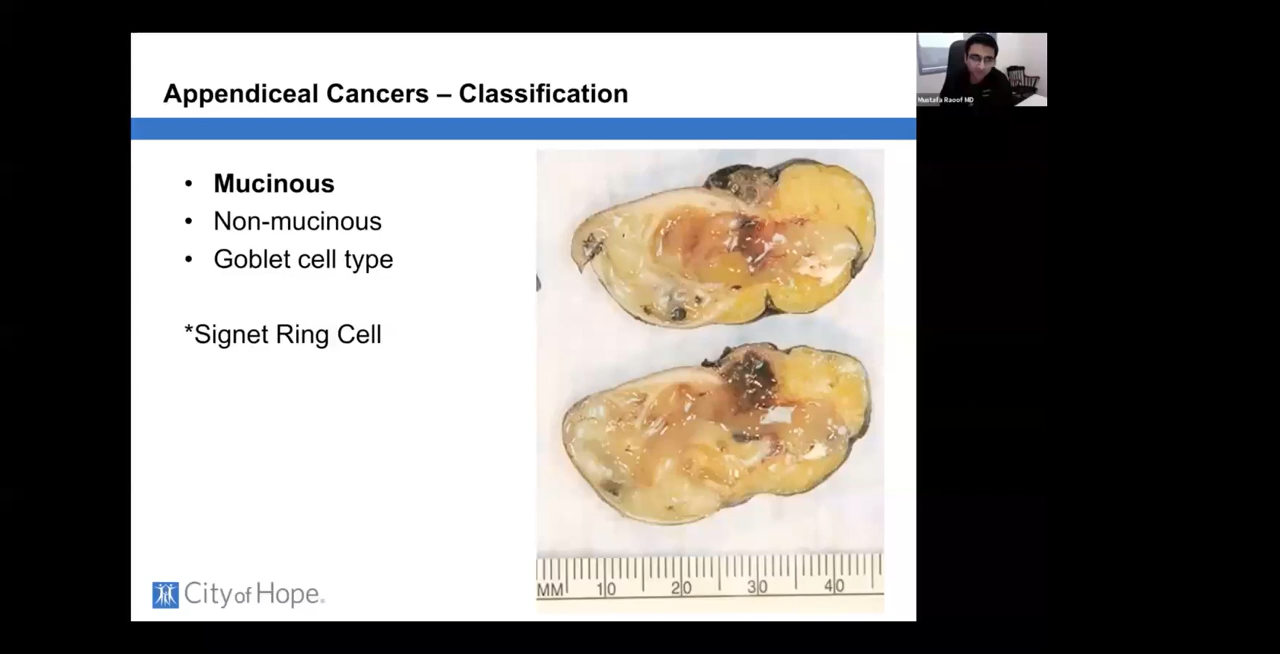 Appendiceal Cancers – Classification
Mustafa Raoof MD
• Mucinous
• Non-mucinous
• Goblet cell type
*Signet Ring Cell
MM 10 20 30 40
City of Hope®